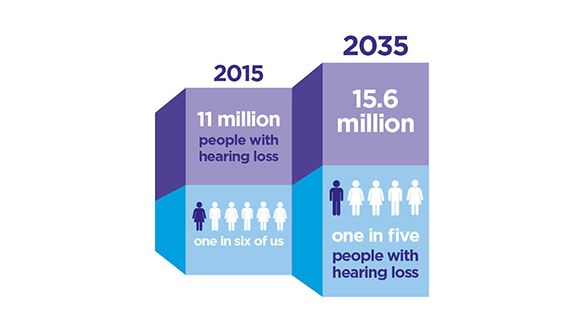 2015
11 million
people with
hearing loss
one in six of us
2035
15.6
million
one in five
people with
hearing loss